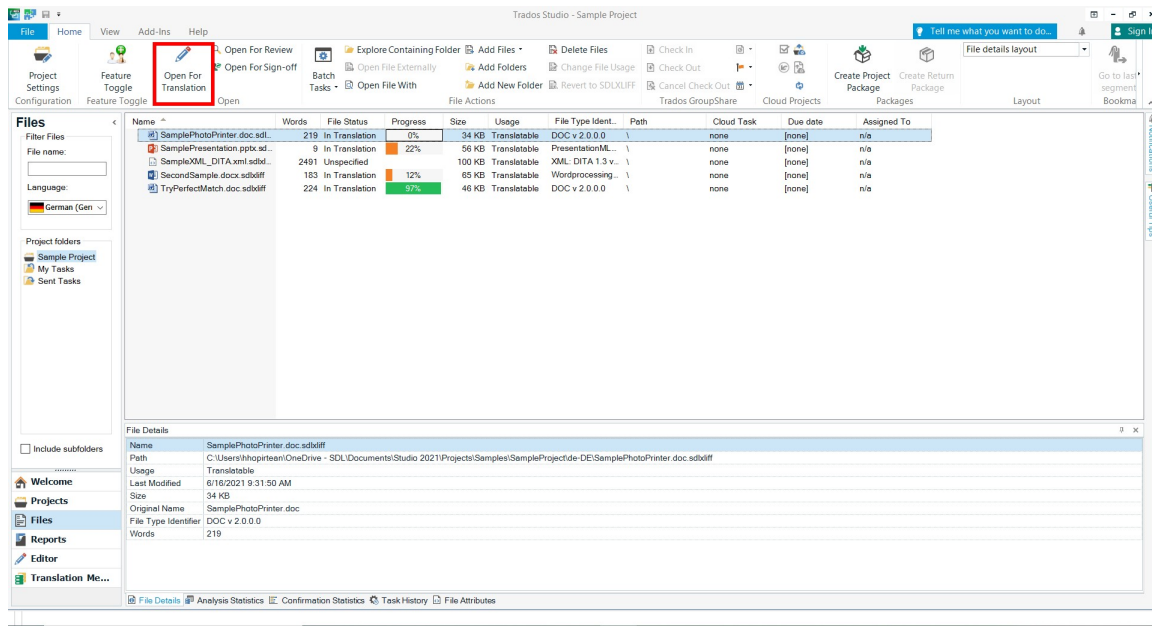 Trados Studio - Sample Project
File Home View Add-Ins Help Tell me what you want to do...
Project Settings
Feature Toggle
Open For Translation
Open For Review
Open For Sign-off
Batch Tasks
Explore Containing Folder
Open File Externally
Open File With
Add Files
Add Folders
Add New Folder
Delete Files
Change File Usage
Revert to SDLXLIFF
Check In
Check Out
Cancel Check Out
Create Project Package
Create Return Package
File details layout
Go to last segment
Configuration Feature Toggle Open File Actions Trados GroupShare Cloud Projects Packages Layout
Files
Filter Files
File name:
Language:
German (Gen
Project folders
Sample Project
My Tasks
Sent Tasks
Include subfolders
Welcome
Projects
Files
Reports
Editor
Translation Me...
Name Words File Status Progress Size Usage File Type Ident... Path Cloud Task Due date Assigned To
SamplePhotoPrinter.doc.sdl... 219 In Translation 0% 34 KB Translatable DOC v 2.0.0.0 \ none [none] n/a
SamplePresentation.pptx.sd... 9 In Translation 22% 56 KB Translatable PresentationML... \ none [none] n/a
SampleXML_DITA.xml.sdlxl... 2491 Unspecified 100 KB Translatable XML: DITA 1.3 v... \ none [none] n/a
SecondSample.docx.sdlxliff 183 In Translation 12% 65 KB Translatable Wordprocessing... \ none [none] n/a
TryPerfectMatch.doc.sdlxliff 224 In Translation 97% 46 KB Translatable DOC v 2.0.0.0 \ none [none] n/a
File Details
Name SamplePhotoPrinter.doc.sdlxliff
Path C:\Users\hhopirtean\OneDrive - SDL\Documents\Studio 2021\Projects\Samples\SampleProject\de-DE\SamplePhotoPrinter.doc.sdlxliff
Usage Translatable
Last Modified 6/16/2021 9:31:50 AM
Size 34 KB
Original Name SamplePhotoPrinter.doc
File Type Identifier DOC v 2.0.0.0
Words 219
File Details Analysis Statistics Confirmation Statistics Task History File Attributes